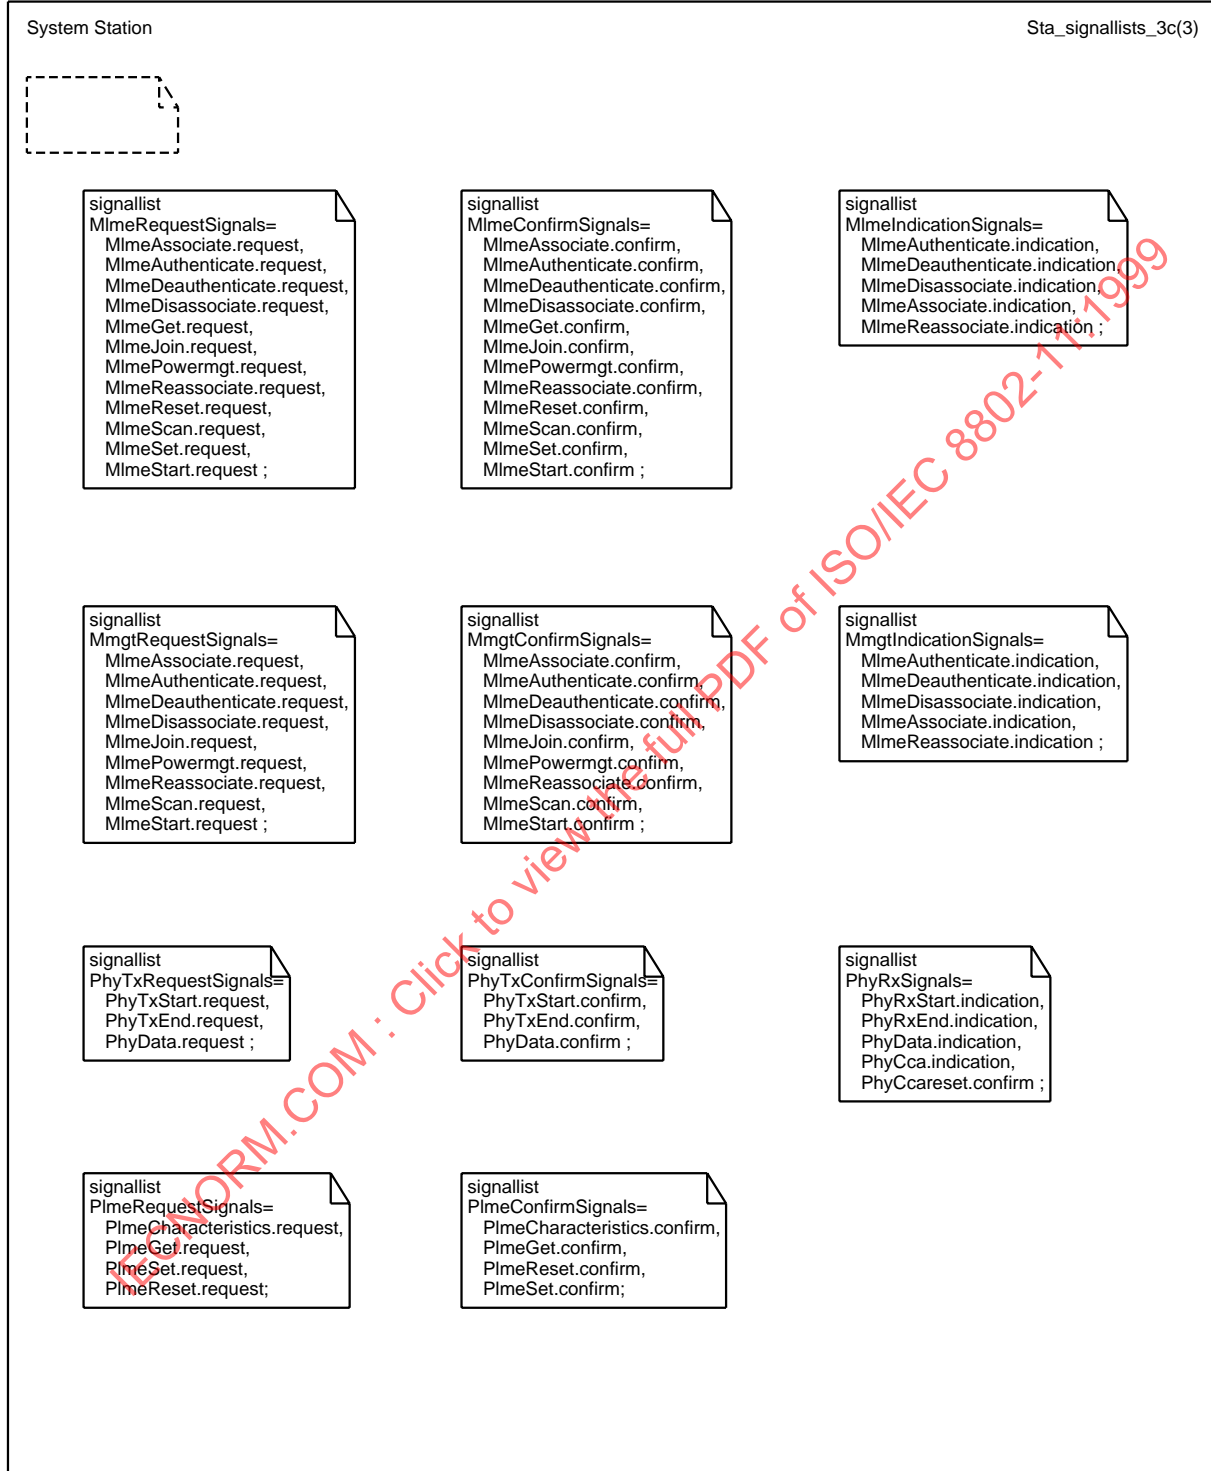 System Station
Sta_signallists_3c(3)
signallist
MlmeRequestSignals=
MlmeAssociate.request,
MlmeAuthenticate.request,
MlmeDeauthenticate.request,
MlmeDisassociate.request,
MlmeGet.request,
MlmeJoin.request,
MlmePowermgt.request,
MlmeReassociate.request,
MlmeReset.request,
MlmeScan.request,
MlmeSet.request,
MlmeStart.request ;
signallist
MlmeConfirmSignals=
MlmeAssociate.confirm,
MlmeAuthenticate.confirm,
MlmeDeauthenticate.confirm,
MlmeDisassociate.confirm,
MlmeGet.confirm,
MlmeJoin.confirm,
MlmePowermgt.confirm,
MlmeReassociate.confirm,
MlmeReset.confirm,
MlmeScan.confirm,
MlmeSet.confirm,
MlmeStart.confirm ;
signallist
MlmeIndicationSignals=
MlmeAuthenticate.indication,
MlmeDeauthenticate.indication,
MlmeDisassociate.indication,
MlmeAssociate.indication,
MlmeReassociate.indication ;
signallist
MmgtRequestSignals=
MlmeAssociate.request,
MlmeAuthenticate.request,
MlmeDeauthenticate.request,
MlmeDisassociate.request,
MlmeJoin.request,
MlmePowermgt.request,
MlmeReassociate.request,
MlmeScan.request,
MlmeStart.request ;
signallist
MmgtConfirmSignals=
MlmeAssociate.confirm,
MlmeAuthenticate.confirm,
MlmeDeauthenticate.confirm,
MlmeDisassociate.confirm,
MlmeJoin.confirm,
MlmePowermgt.confirm,
MlmeReassociate.confirm,
MlmeScan.confirm,
MlmeStart.confirm ;
signallist
MmgtIndicationSignals=
MlmeAuthenticate.indication,
MlmeDeauthenticate.indication,
MlmeDisassociate.indication,
MlmeAssociate.indication,
MlmeReassociate.indication ;
signallist
PhyTxRequestSignals=
PhyTxStart.request,
PhyTxEnd.request,
PhyData.request ;
signallist
PhyTxConfirmSignals=
PhyTxStart.confirm,
PhyTxEnd.confirm,
PhyData.confirm ;
signallist
PhyRxSignals=
PhyRxStart.indication,
PhyRxEnd.indication,
PhyData.indication,
PhyCca.indication,
PhyCcareset.confirm ;
signallist
PlmeRequestSignals=
PlmeCharacteristics.request,
PlmeGet.request,
PlmeSet.request,
PlmeReset.request;
signallist
PlmeConfirmSignals=
PlmeCharacteristics.confirm,
PlmeGet.confirm,
PlmeReset.confirm,
PlmeSet.confirm;
IECNORM.COM : Click to view the full PDF of ISO/IEC 8802-11:1999